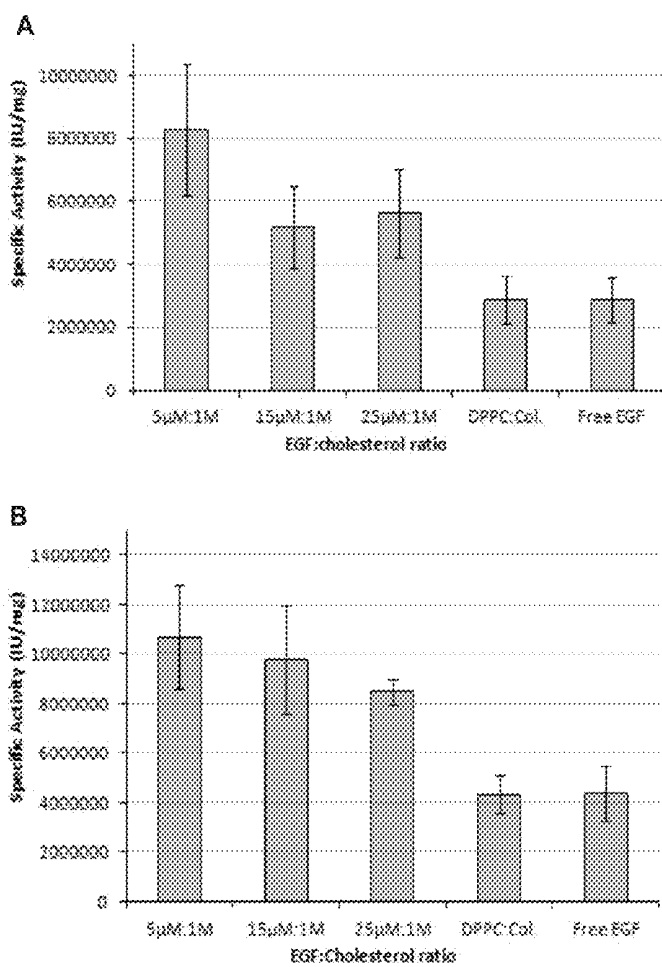 A
Specific Activity (IU/mg)
10000000
8000000
6000000
4000000
2000000
0
5µM:1M 15µM:1M 25µM:1M DPPC:Col. Free EGF
EGF:cholesterol ratio
B
Specific Activity (IU/mg)
14000000
12000000
10000000
8000000
6000000
4000000
2000000
0
5µM:1M 15µM:1M 25µM:1M DPPC:Col. Free EGF
EGF:Cholesterol ratio